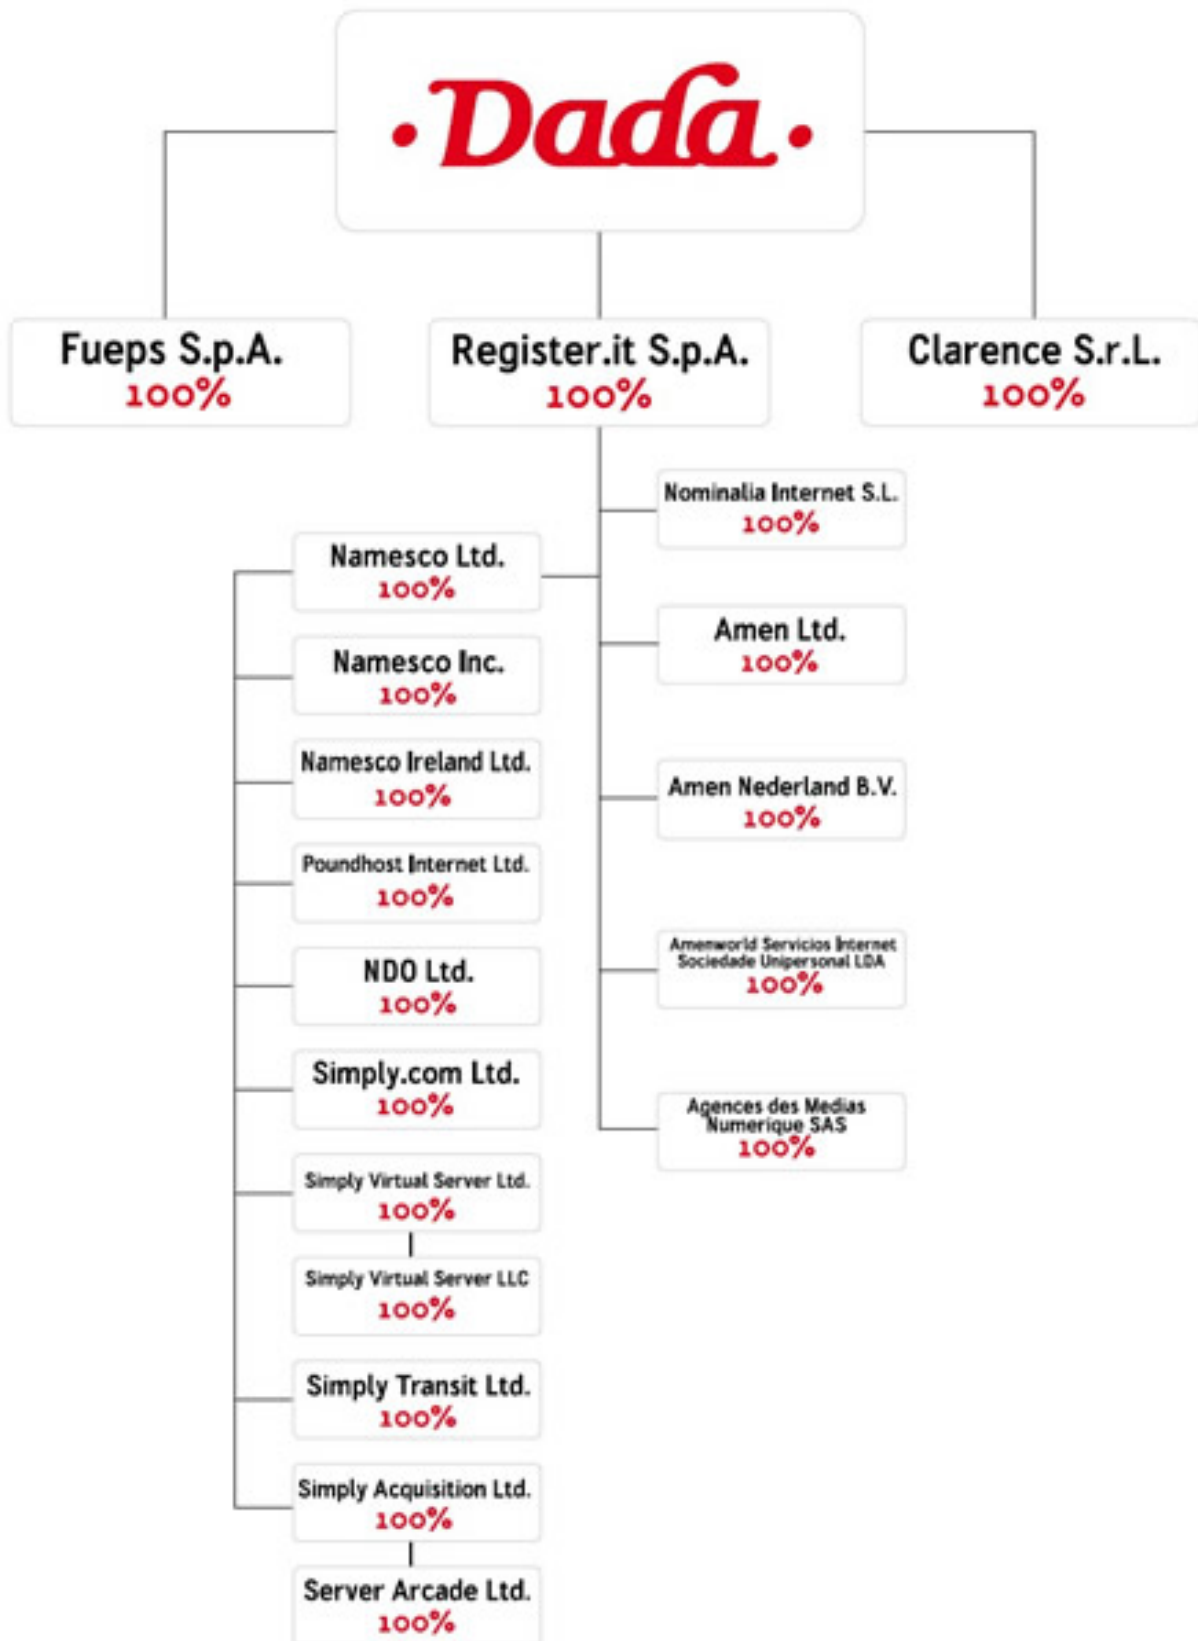 ·Dada·
Fueps S.p.A.
100%
Register.it S.p.A.
100%
Clarence S.r.L.
100%
Nominalia Internet S.L.
100%
Namesco Ltd.
100%
Amen Ltd.
100%
Namesco Inc.
100%
Namesco Ireland Ltd.
100%
Amen Nederland B.V.
100%
Poundhost Internet Ltd.
100%
NDO Ltd.
100%
Amenworld Servicios Internet
Sociedade Unipersonal LDA
100%
Simply.com Ltd.
100%
Agences des Medias
Numerique SAS
100%
Simply Virtual Server Ltd.
100%
Simply Virtual Server LLC
100%
Simply Transit Ltd.
100%
Simply Acquisition Ltd.
100%
Server Arcade Ltd.
100%